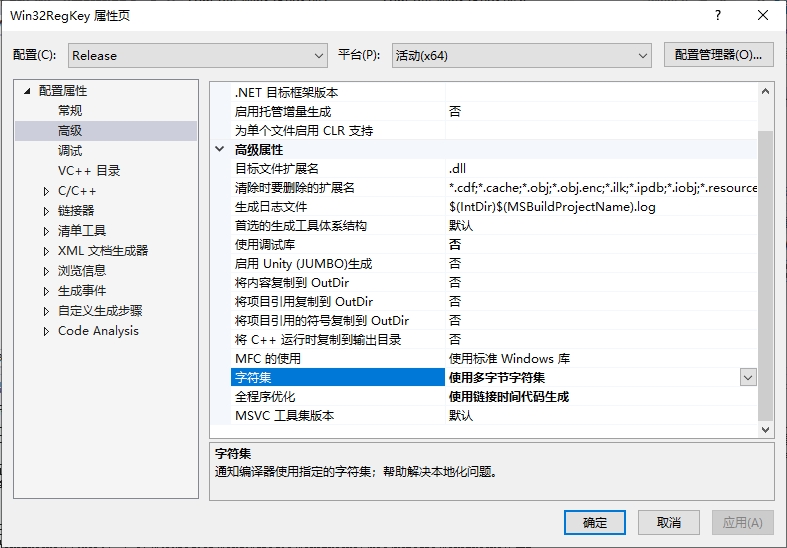 Win32RegKey 属性页
配置(C): Release 平台(P): 活动(x64) 配置管理器(O)...
配置属性
常规
高级
调试
VC++ 目录
C/C++
链接器
清单工具
XML 文档生成器
浏览信息
生成事件
自定义生成步骤
Code Analysis
.NET 目标框架版本
启用托管增量生成 否
为单个文件启用 CLR 支持
高级属性
目标文件扩展名 .dll
清除时要删除的扩展名 *.cdf;*.cache;*.obj;*.obj.enc;*.ilk;*.ipdb;*.iobj;*.resource
生成日志文件 $(IntDir)$(MSBuildProjectName).log
首选的生成工具体系结构 默认
使用调试库 否
启用 Unity (JUMBO)生成 否
将内容复制到 OutDir 否
将项目引用复制到 OutDir 否
将项目引用的符号复制到 OutDir 否
将 C++ 运行时复制到输出目录 否
MFC 的使用 使用标准 Windows 库
字符集 使用多字节字符集
全程序优化 使用链接时间代码生成
MSVC 工具集版本 默认
字符集
通知编译器使用指定的字符集；帮助解决本地化问题。
确定 取消 应用(A)